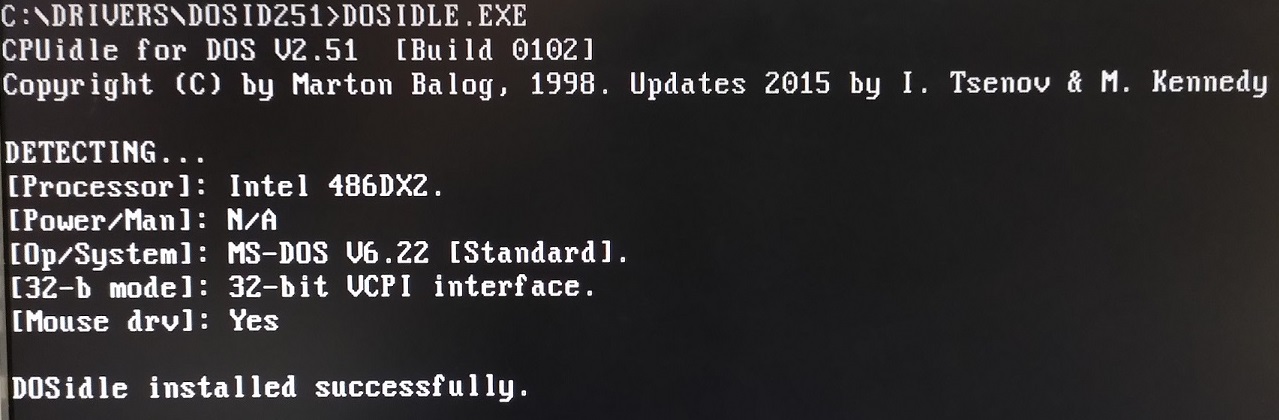 C:\DRIVERS\DOSID251>DOSIDLE.EXE
CPUidle for DOS V2.51  [Build 0102]
Copyright (C) by Marton Balog, 1998. Updates 2015 by I. Tsenov & M. Kennedy
DETECTING...
[Processor]: Intel 486DX2.
[Power/Man]: N/A
[Op/System]: MS-DOS V6.22 [Standard].
[32-b mode]: 32-bit VCPI interface.
[Mouse drv]: Yes
DOSidle installed successfully.